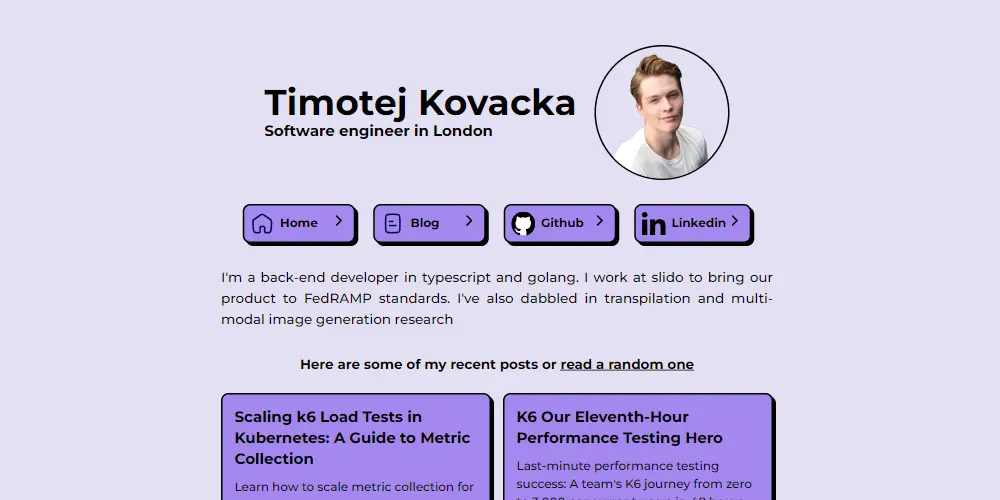 Timotej Kovacka
Software engineer in London
Home
Blog
Github
Linkedin
I'm a back-end developer in typescript and golang. I work at slido to bring our
product to FedRAMP standards. I've also dabbled in transpilation and multi-
modal image generation research
Here are some of my recent posts or read a random one
Scaling k6 Load Tests in
Kubernetes: A Guide to Metric
Collection
Learn how to scale metric collection for
K6 Our Eleventh-Hour
Performance Testing Hero
Last-minute performance testing
success: A team's K6 journey from zero